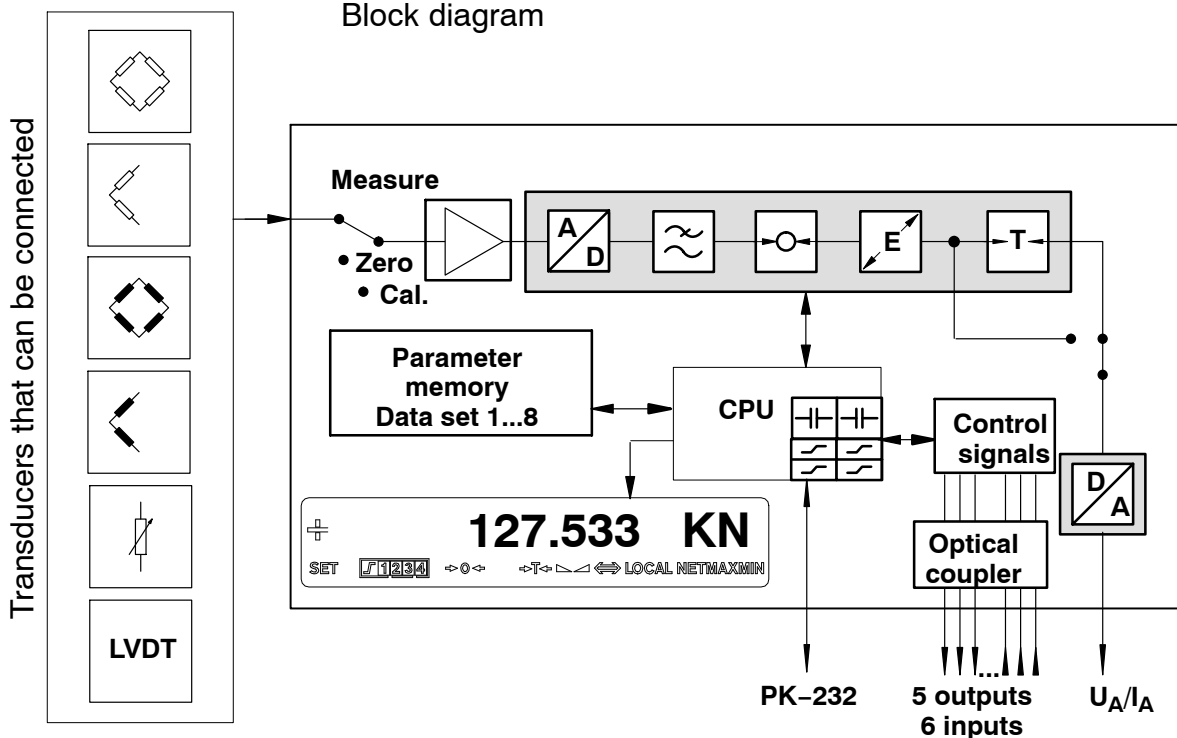 Block diagram
Transducers that can be connected
LVDT
Measure
Zero
Cal.
A
D
E
T
Parameter
memory
Data set 1...8
CPU
Control
signals
D
A
127.533 KN
SET 1234 →0← →T← LOCAL NETMAXMIN
Optical
coupler
...
PK–232
5 outputs
6 inputs
UA/IA